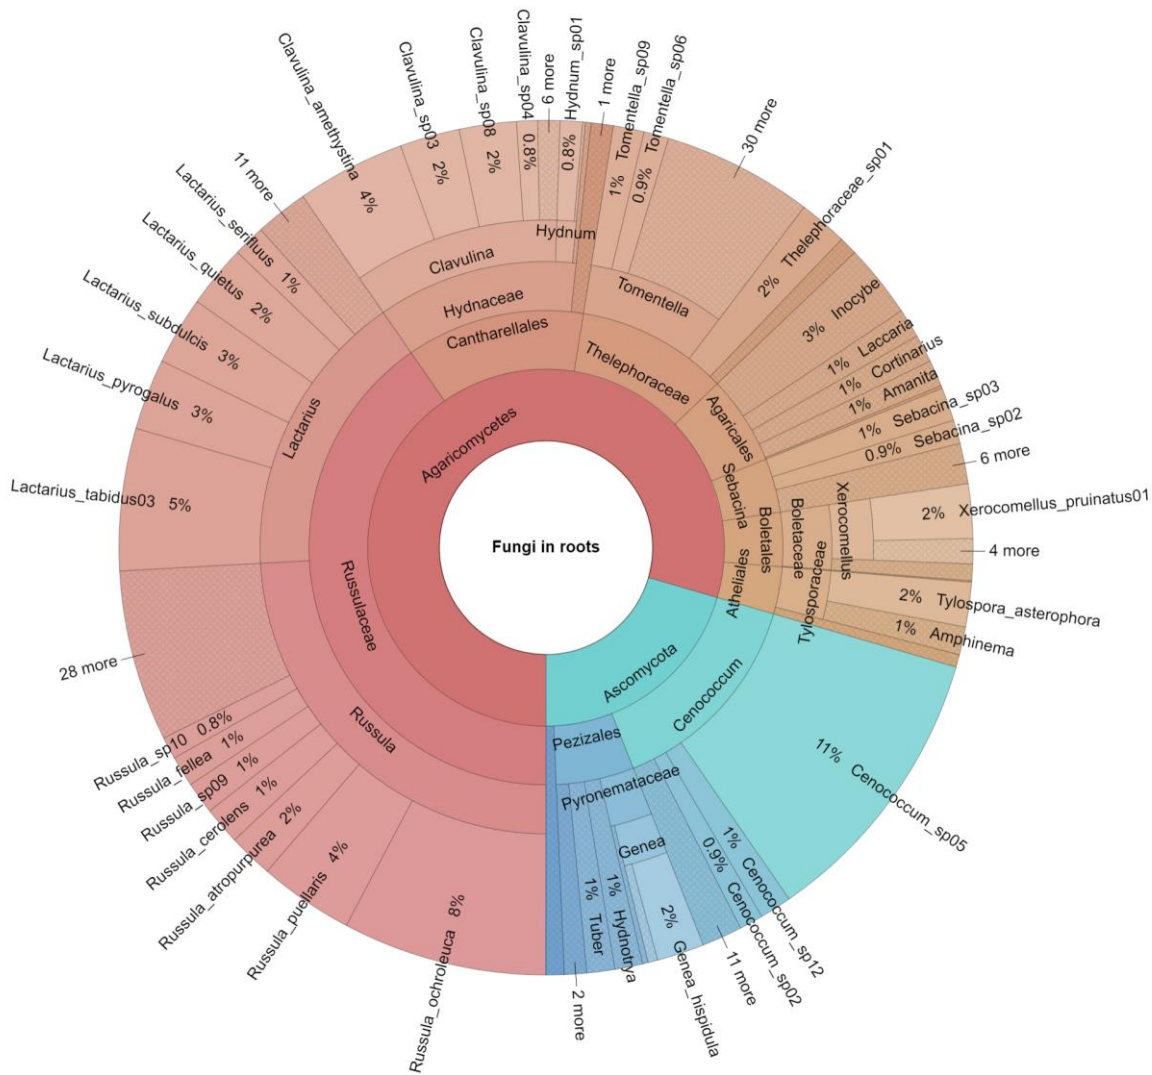 Fungi in roots
Agaricomycetes
Ascomycota
Russulaceae
Cantharellales
Thelephoraceae
Agaricales
Sebacina
Boletales
Atheliales
Cenococcum
Pezizales
Lactarius
Russula
Hydnaceae
Clavulina
Hydnum
Tomentella
Boletaceae
Xerocomellus
Tylosporaceae
Pyronemataceae
Genea
6 more
0.8% Hydnum_sp01
1 more
1% Tomentella_sp09
0.9% Tomentella_sp06
30 more
2% Thelephoraceae_sp01
3% Inocybe
1% Laccaria
1% Cortinarius
1% Amanita
1% Sebacina_sp03
0.9% Sebacina_sp02
6 more
2% Xerocomellus_pruinatus01
4 more
2% Tylospora_asterophora
1% Amphinema
11% Cenococcum_sp05
1% Cenococcum_sp12
0.9% Cenococcum_sp02
11 more
2% Genea_hispidula
1% Hydnotrya
1% Tuber
2 more
Russula_ochroleuca 8%
Russula_puellaris 4%
Russula_atropurpurea 2%
Russula_cerolens 1%
Russula_sp09 1%
Russula_fellea 1%
Russula_sp10 0.8%
28 more
Lactarius_tabidus03 5%
Lactarius_pyrogalus 3%
Lactarius_subdulcis 3%
Lactarius_quietus 2%
Lactarius_serifluus 1%
11 more
Clavulina_amethystina 4%
Clavulina_sp03 2%
Clavulina_sp08 2%
Clavulina_sp04 0.8%